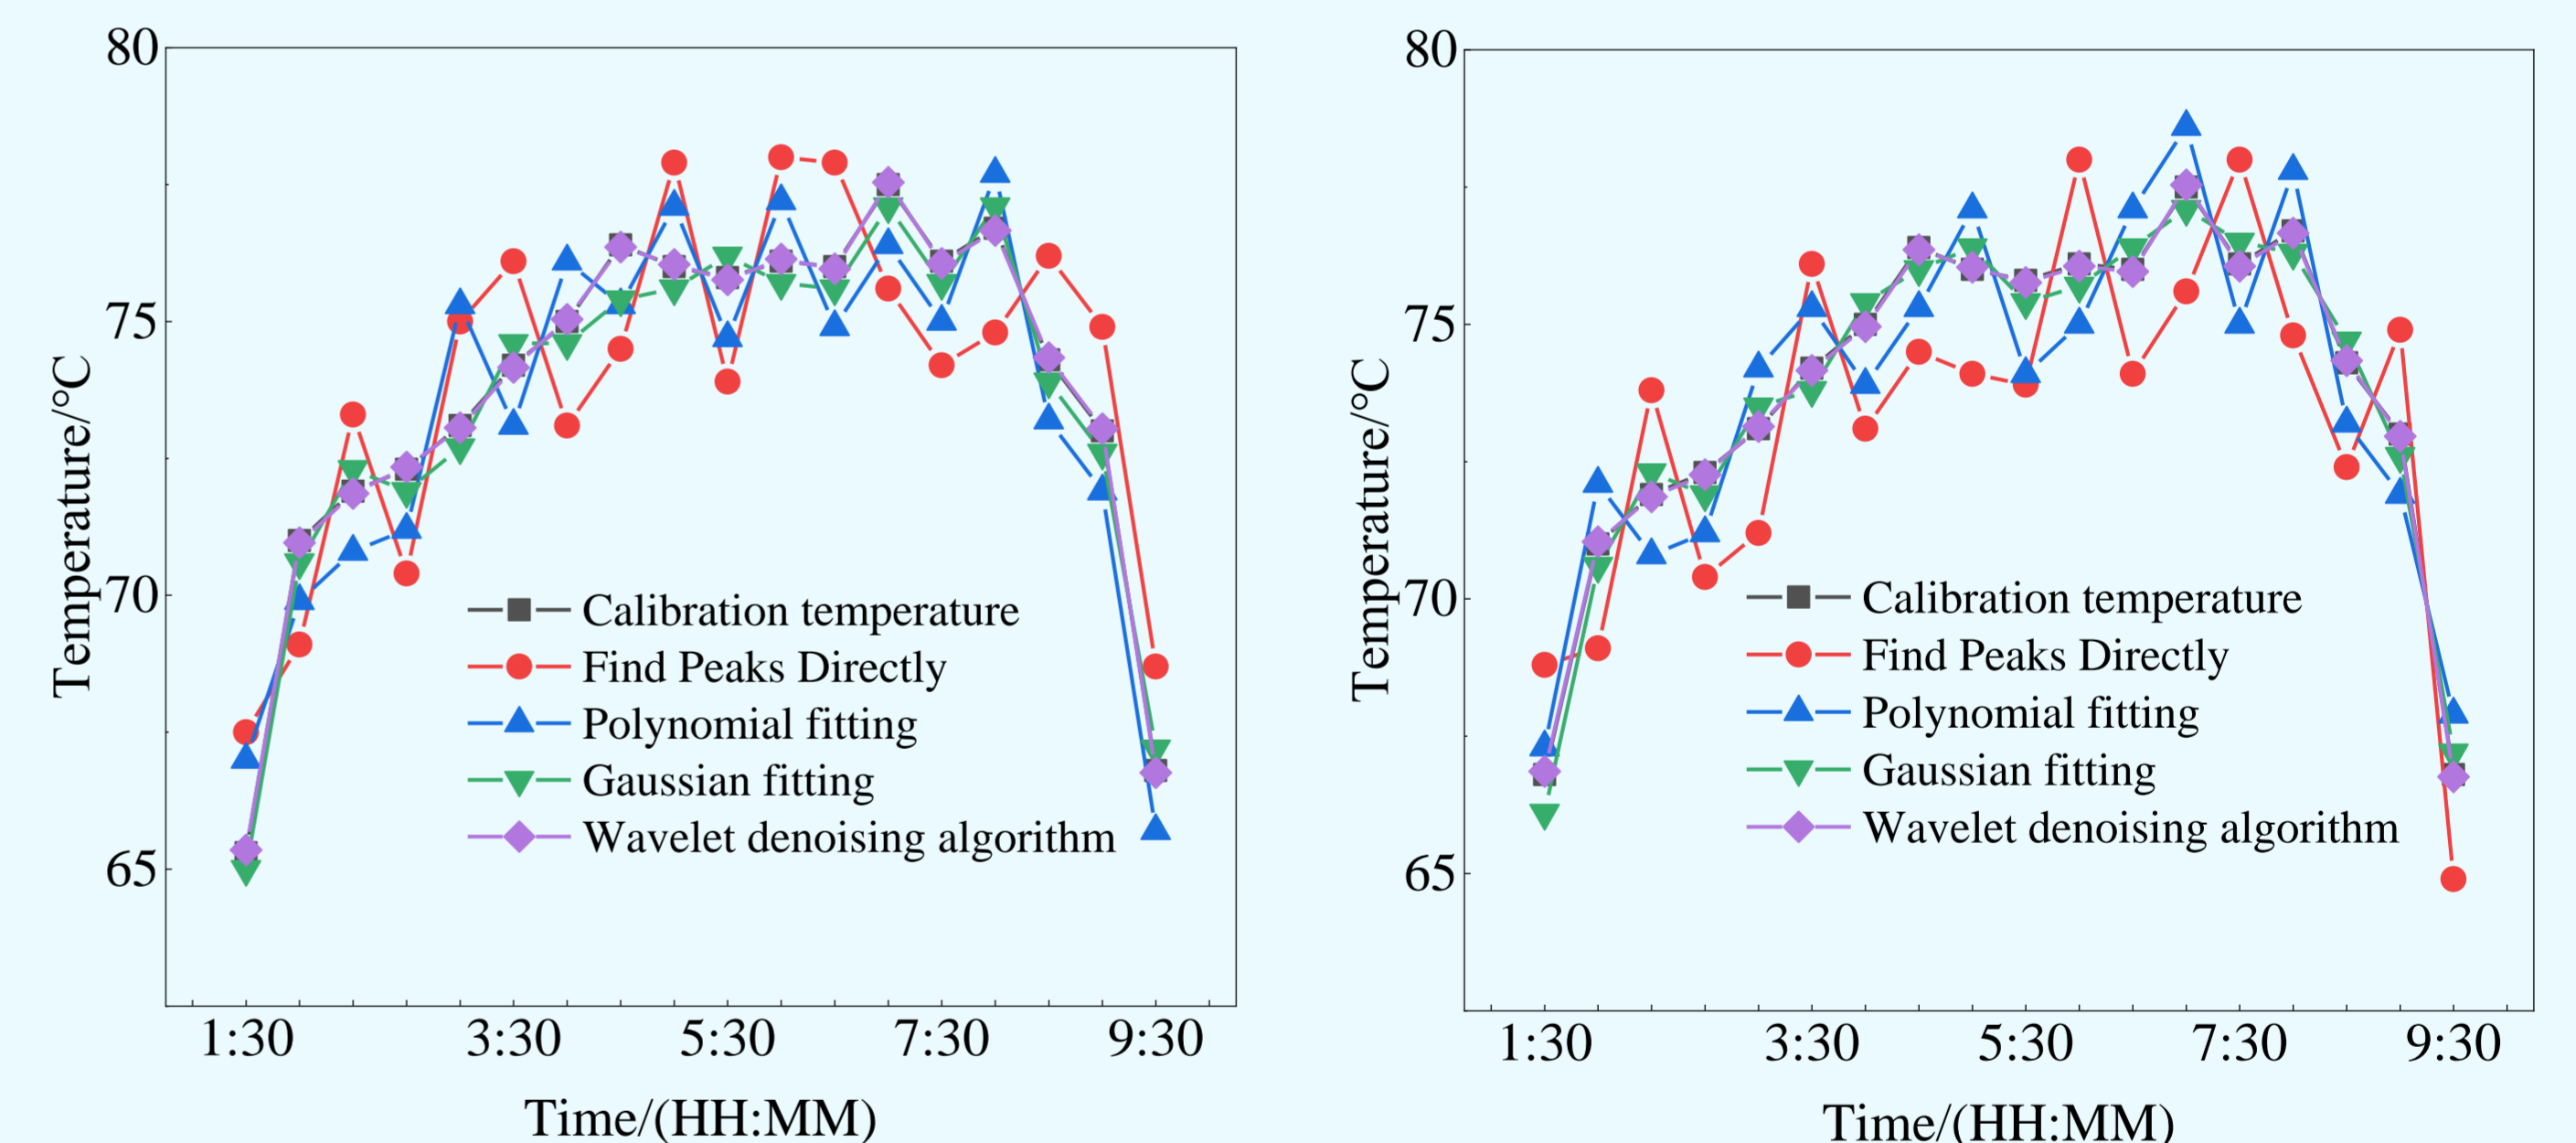 80
75
70
65
Temperature/°C
Calibration temperature
Find Peaks Directly
Polynomial fitting
Gaussian fitting
Wavelet denoising algorithm
1:30 3:30 5:30 7:30 9:30
Time/(HH:MM)
80
75
70
65
Temperature/°C
Calibration temperature
Find Peaks Directly
Polynomial fitting
Gaussian fitting
Wavelet denoising algorithm
1:30 3:30 5:30 7:30 9:30
Time/(HH:MM)